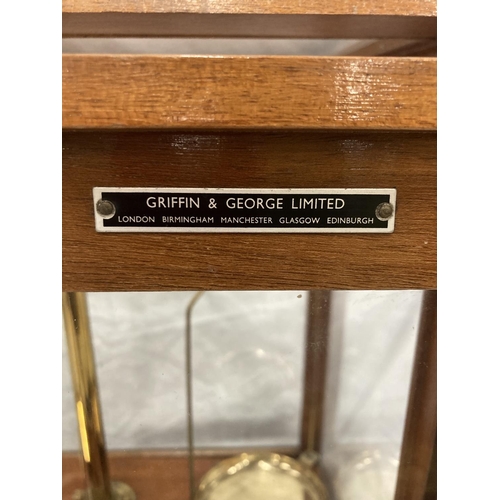 GRIFFIN & GEORGE LIMITED
LONDON BIRMINGHAM MANCHESTER GLASGOW EDINBURGH